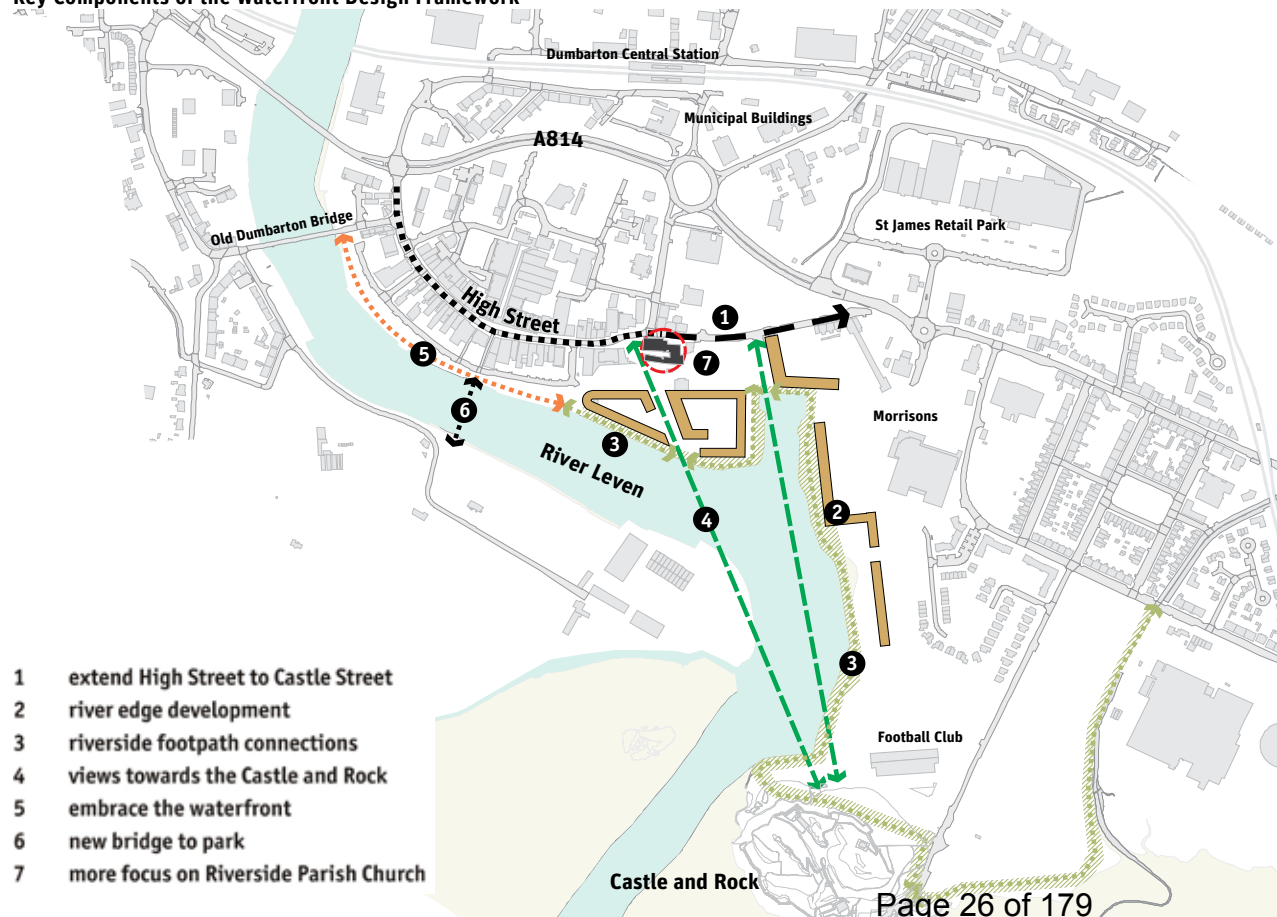 Key Components of the Waterfront Design Framework
Dumbarton Central Station
Municipal Buildings
A814
St James Retail Park
Old Dumbarton Bridge
High Street
1
7
5
6
3
Morrisons
River Leven
4
2
3
Football Club
Castle and Rock
1 extend High Street to Castle Street
2 river edge development
3 riverside footpath connections
4 views towards the Castle and Rock
5 embrace the waterfront
6 new bridge to park
7 more focus on Riverside Parish Church
Page 26 of 179